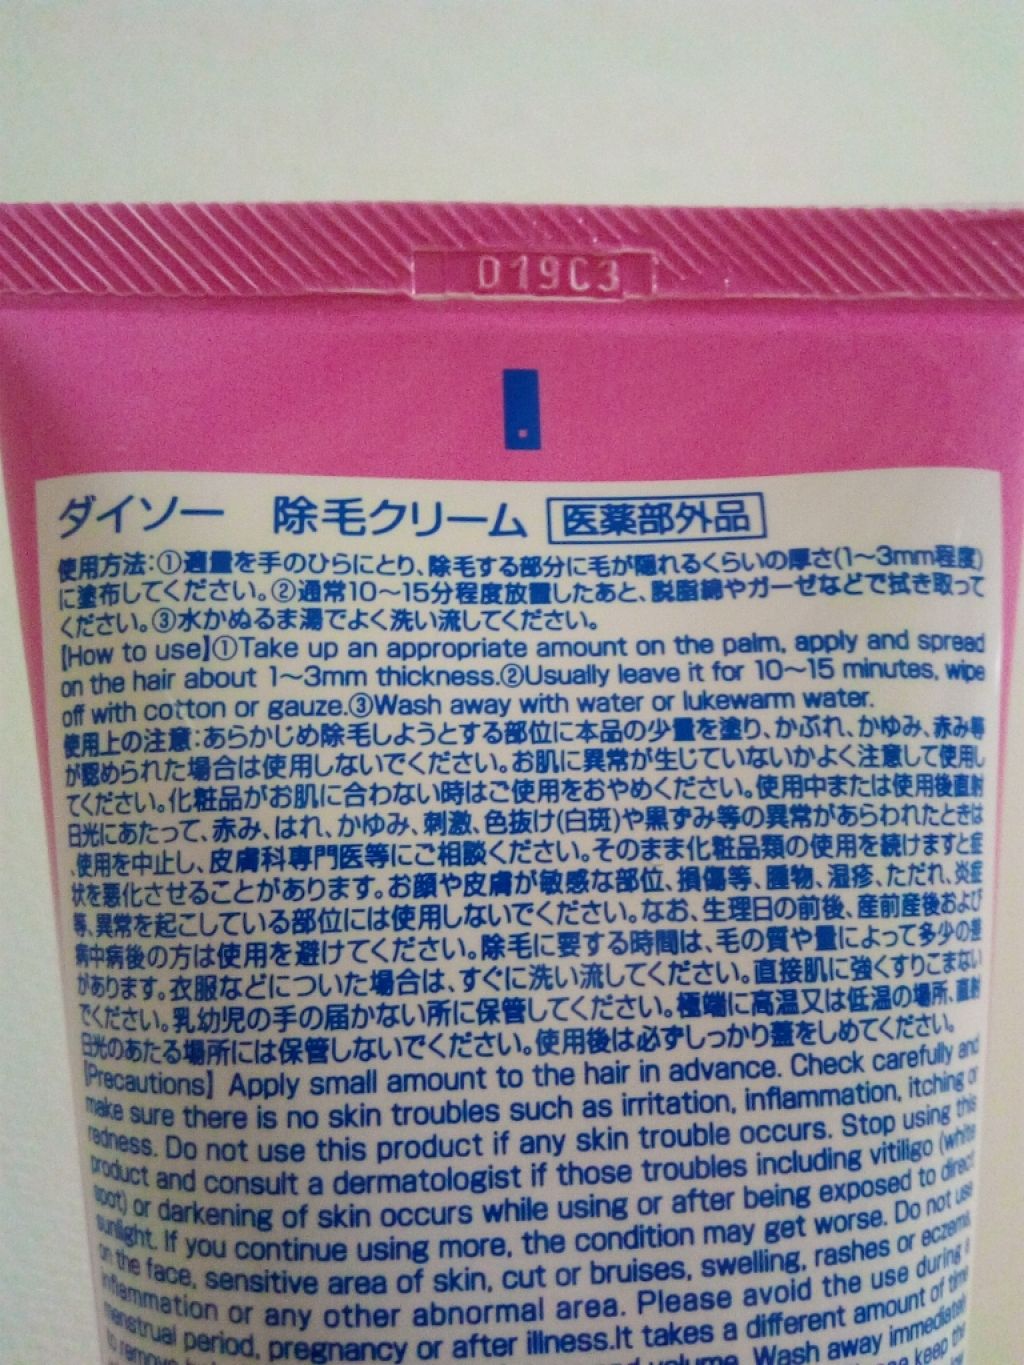 019C3
ダイソー 除毛クリーム 医薬部外品
使用方法:①適量を手のひらにとり、除毛する部分に毛が隠れるくらいの厚さ(1～3mm程度)
に塗布してください。②通常10～15分程度放置したあと、脱脂綿やガーゼなどで拭き取って
ください。③水かぬるま湯でよく洗い流してください。
[How to use]①Take up an appropriate amount on the palm, apply and spread
on the hair about 1～3mm thickness.②Usually leave it for 10～15 minutes, wipe
off with cotton or gauze.③Wash away with water or lukewarm water.
使用上の注意:あらかじめ除毛しようとする部位に本品の少量を塗り、かぶれ、かゆみ、赤み等
が認められた場合は使用しないでください。お肌に異常が生じていないかよく注意して使用し
てください。化粧品がお肌に合わない時はご使用をおやめください。使用中または使用後直射
日光にあたって、赤み、はれ、かゆみ、刺激、色抜け(白斑)や黒ずみ等の異常があらわれたときは
、使用を中止し、皮膚科専門医等にご相談ください。そのまま化粧品類の使用を続けますと症
状を悪化させることがあります。お顔や皮膚が敏感な部位、損傷等、腫物、湿疹、ただれ、炎症
等、異常を起こしている部位には使用しないでください。なお、生理日の前後、産前産後および
病中病後の方は使用を避けてください。除毛に要する時間は、毛の質や量によって多少の差
があります。衣服などについた場合は、すぐに洗い流してください。直接肌に強くすりこまない
でください。乳幼児の手の届かない所に保管してください。極端に高温又は低温の場所、直射
日光のあたる場所には保管しないでください。使用後は必ずしっかり蓋をしめてください。
[Precautions] Apply small amount to the hair in advance. Check carefully and
make sure there is no skin troubles such as irritation, inflammation, itching or
redness. Do not use this product if any skin trouble occurs. Stop using this
product and consult a dermatologist if those troubles including vitiligo (white
spot) or darkening of skin occurs while using or after being exposed to direct
sunlight. If you continue using more, the condition may get worse. Do not use
on the face, sensitive area of skin, cut or bruises, swelling, rashes or eczema,
inflammation or any other abnormal area. Please avoid the use during a
menstrual period, pregnancy or after illness.It takes a different amount of time
to remove volume. Wash away immediately
keep the